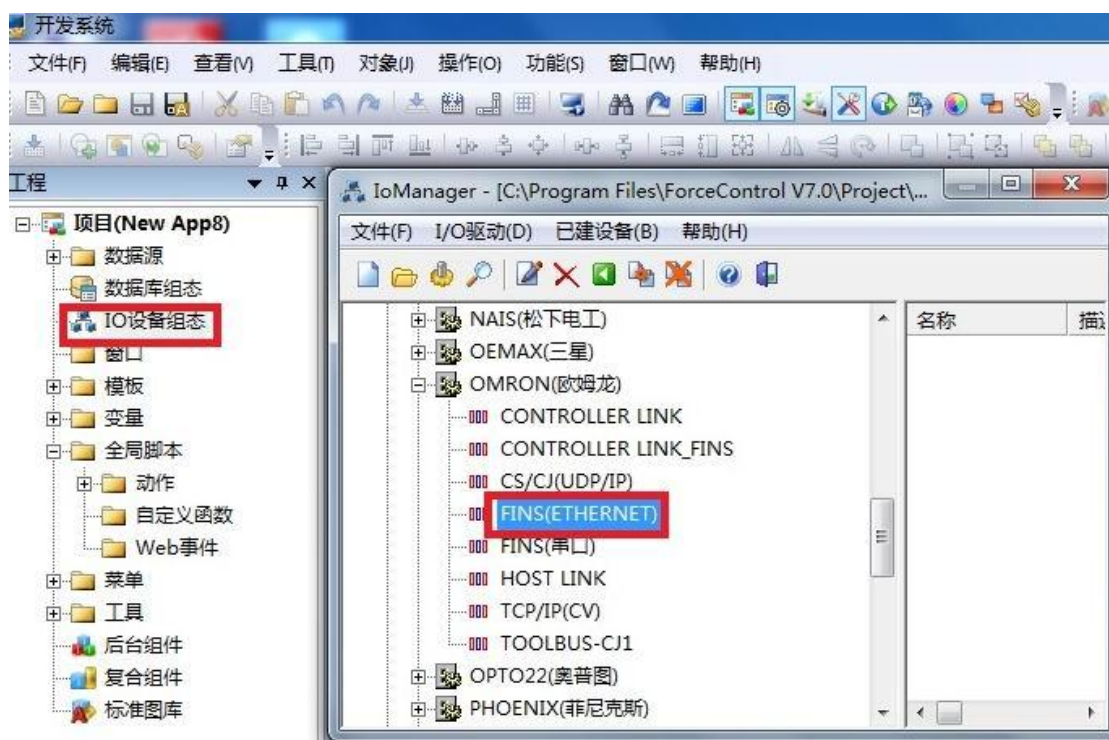 开发系统
文件(F) 编辑(E) 查看(V) 工具(T) 对象(J) 操作(O) 功能(S) 窗口(W) 帮助(H)
工程
项目(New App8)
数据源
数据库组态
IO设备组态
窗口
模板
变量
全局脚本
动作
自定义函数
Web事件
菜单
工具
后台组件
复合组件
标准图库
IoManager - [C:\Program Files\ForceControl V7.0\Project\...
文件(F) I/O驱动(D) 已建设备(B) 帮助(H)
NAIS(松下电工)
OEMAX(三星)
OMRON(欧姆龙)
CONTROLLER LINK
CONTROLLER LINK_FINS
CS/CJ(UDP/IP)
FINS(ETHERNET)
FINS(串口)
HOST LINK
TCP/IP(CV)
TOOLBUS-CJ1
OPTO22(奥普图)
PHOENIX(菲尼克斯)
名称